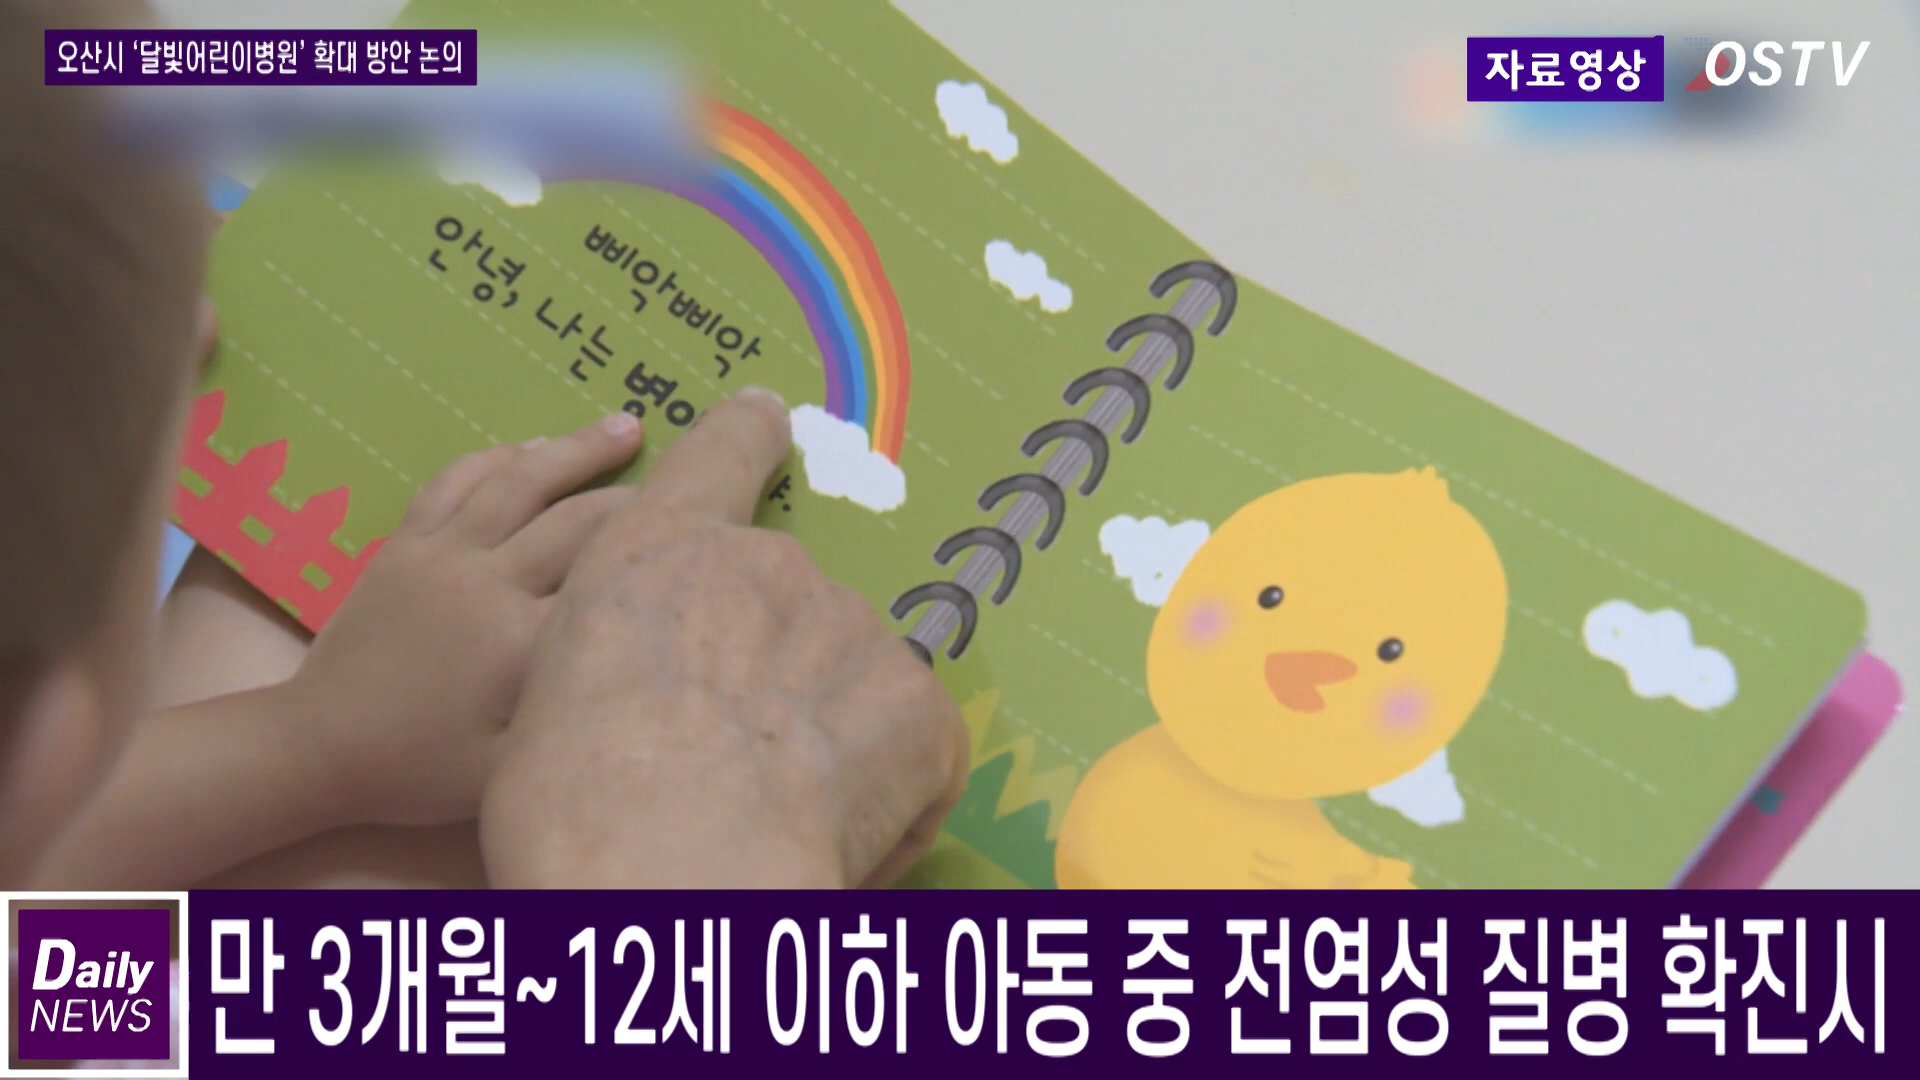 오산시 ‘달빛어린이병원’ 확대 방안 논의
자료영상
OSTV
삐악삐악
안녕, 나는
Daily
NEWS
만 3개월~12세 이하 아동 중 전염성 질병 확진시